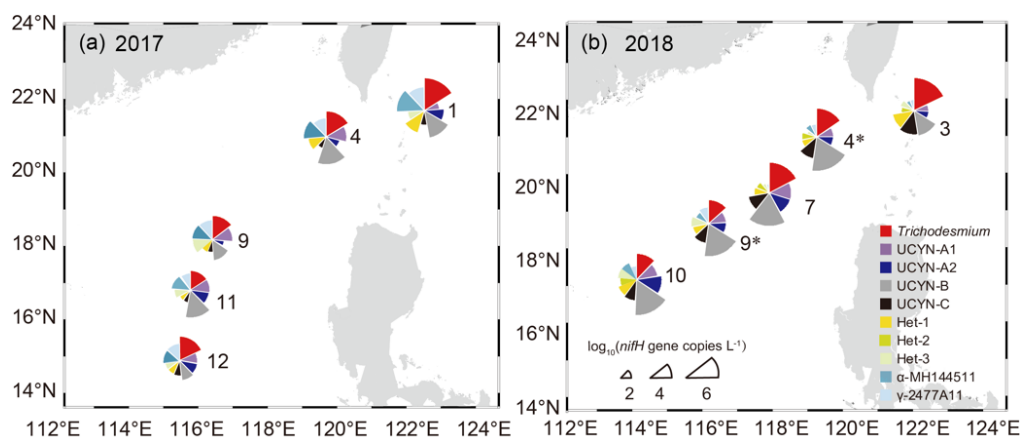 24°N
22°N
20°N
18°N
16°N
14°N
(a) 2017
1
4
9
11
12
112°E 114°E 116°E 118°E 120°E 122°E 124°E
24°N
22°N
20°N
18°N
16°N
14°N
(b) 2018
3
4*
7
9*
10
Trichodesmium
UCYN-A1
UCYN-A2
UCYN-B
UCYN-C
Het-1
Het-2
Het-3
α-MH144511
γ-2477A11
log₁₀(nifH gene copies L⁻¹)
2 4 6
112°E 114°E 116°E 118°E 120°E 122°E 124°E